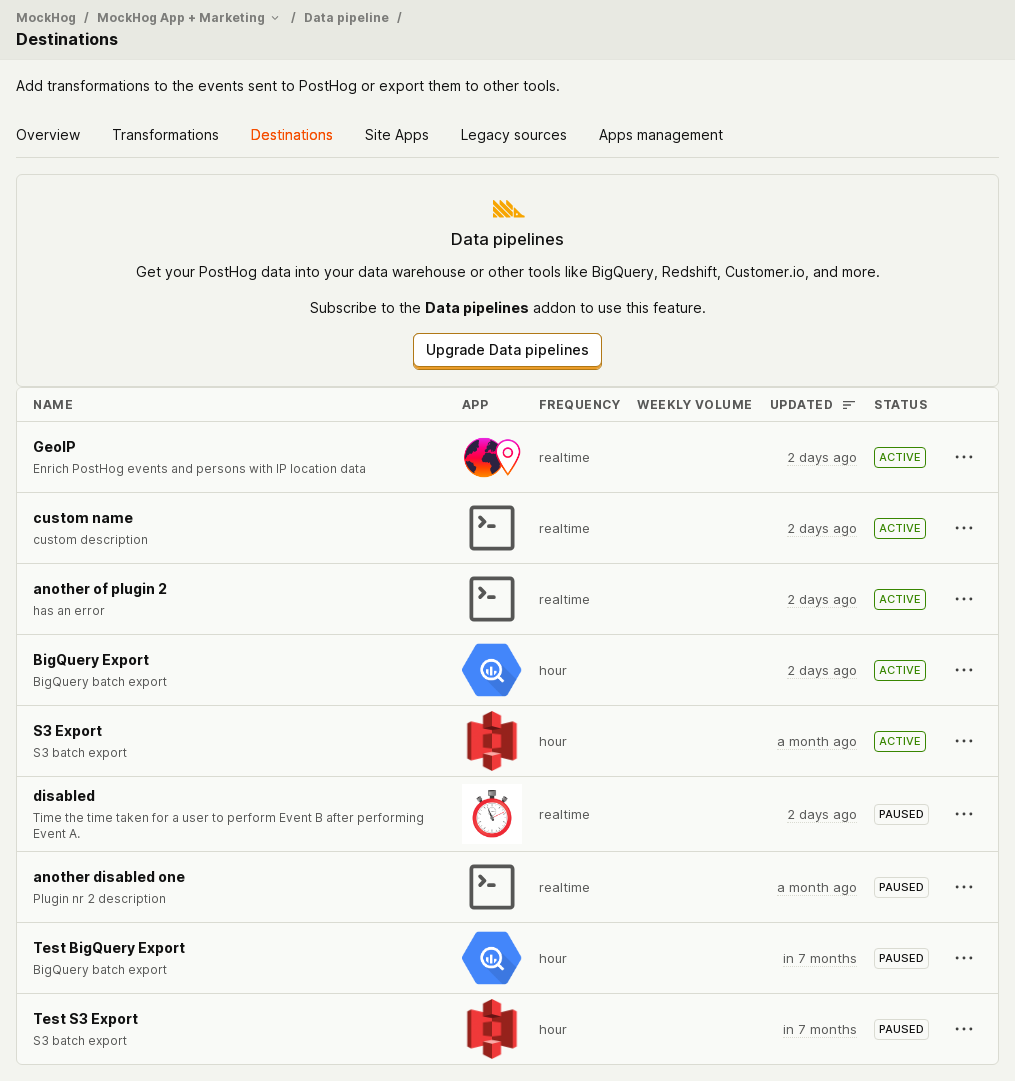 MockHog / MockHog App + Marketing / Data pipeline /
Destinations
Add transformations to the events sent to PostHog or export them to other tools.
Overview Transformations Destinations Site Apps Legacy sources Apps management
Data pipelines
Get your PostHog data into your data warehouse or other tools like BigQuery, Redshift, Customer.io, and more.
Subscribe to the Data pipelines addon to use this feature.
Upgrade Data pipelines
NAME APP FREQUENCY WEEKLY VOLUME UPDATED STATUS
GeoIP
Enrich PostHog events and persons with IP location data
realtime 2 days ago ACTIVE
custom name
custom description
realtime 2 days ago ACTIVE
another of plugin 2
has an error
realtime 2 days ago ACTIVE
BigQuery Export
BigQuery batch export
hour 2 days ago ACTIVE
S3 Export
S3 batch export
hour a month ago ACTIVE
disabled
Time the time taken for a user to perform Event B after performing
Event A.
realtime 2 days ago PAUSED
another disabled one
Plugin nr 2 description
realtime a month ago PAUSED
Test BigQuery Export
BigQuery batch export
hour in 7 months PAUSED
Test S3 Export
S3 batch export
hour in 7 months PAUSED